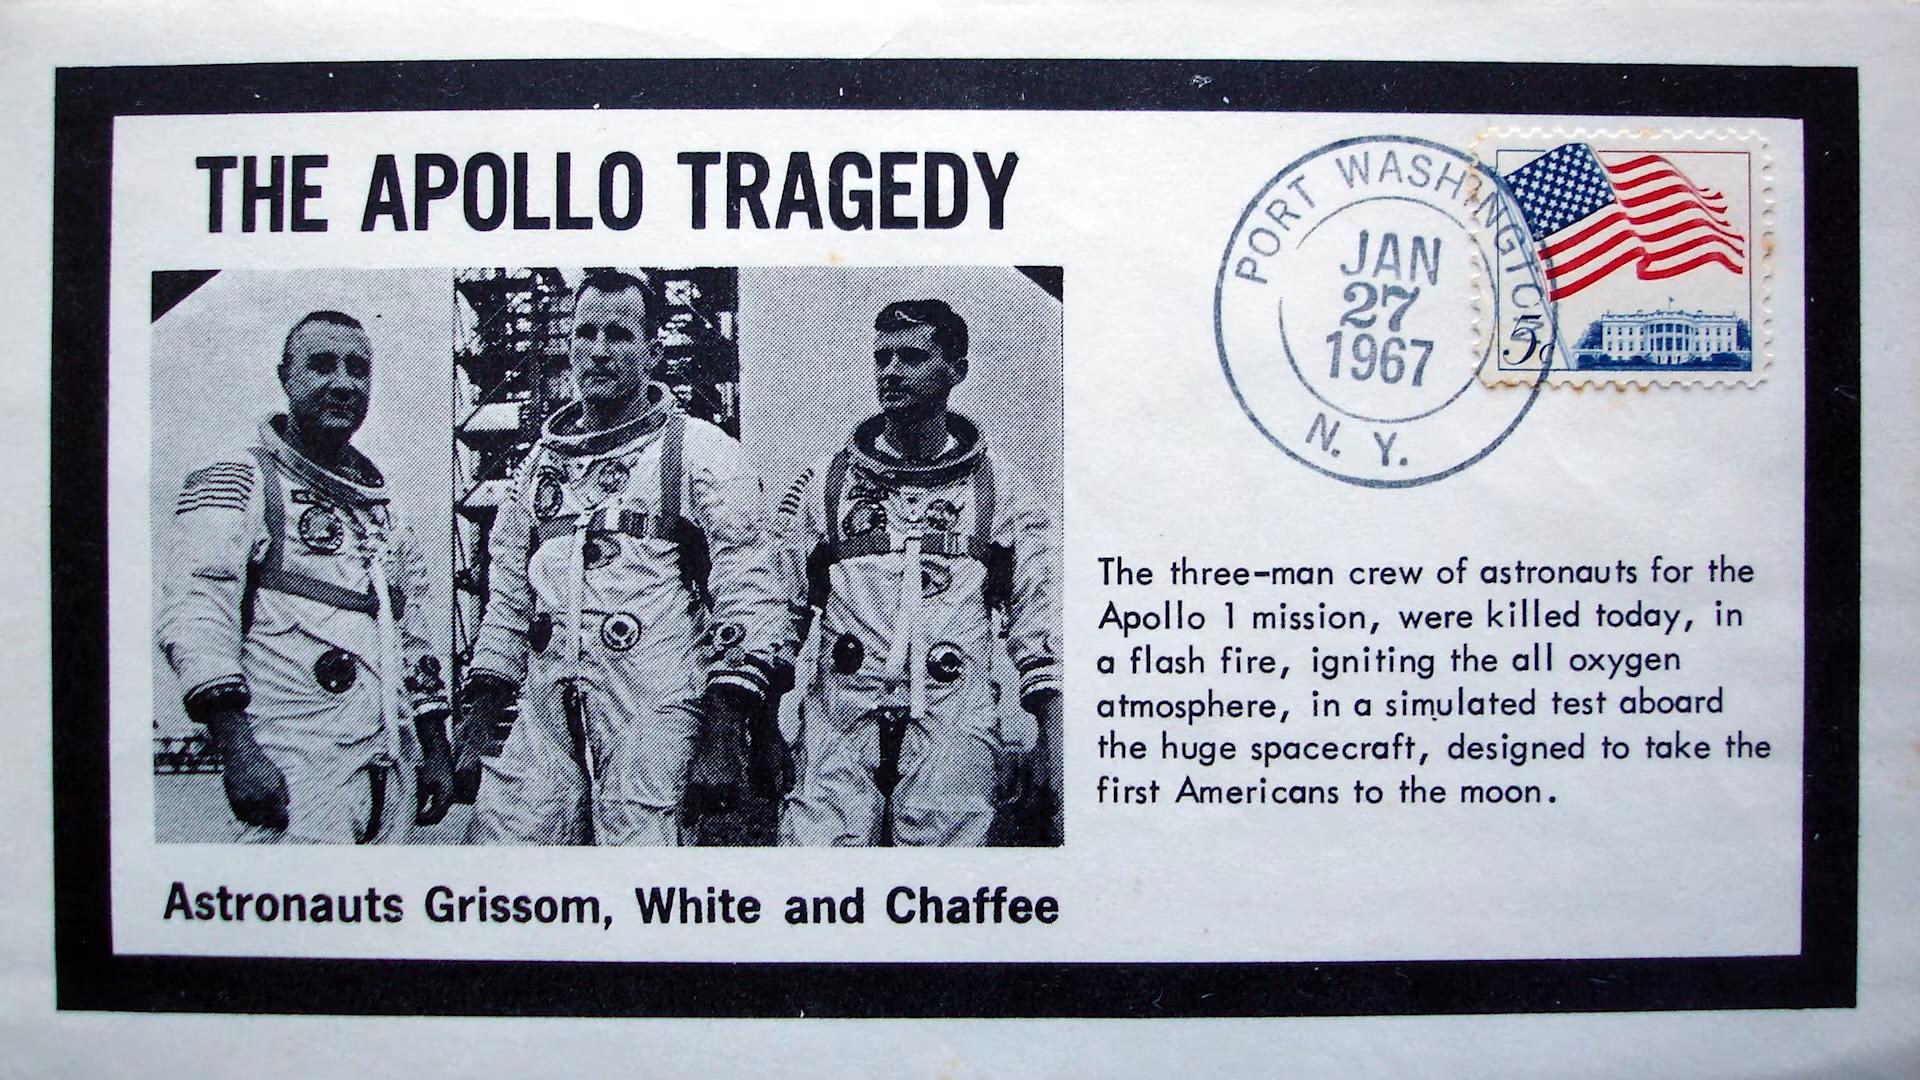 THE APOLLO TRAGEDY
PORT WASHINGTON
JAN
27
1967
N. Y.
5c
The three-man crew of astronauts for the
Apollo 1 mission, were killed today, in
a flash fire, igniting the all oxygen
atmosphere, in a simulated test aboard
the huge spacecraft, designed to take the
first Americans to the moon.
Astronauts Grissom, White and Chaffee